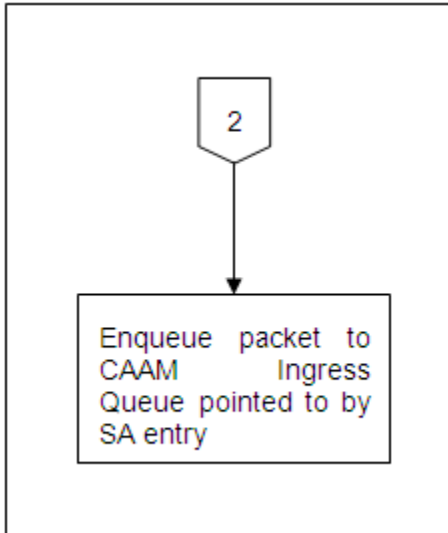 2
Enqueue packet to
CAAM Ingress
Queue pointed to by
SA entry